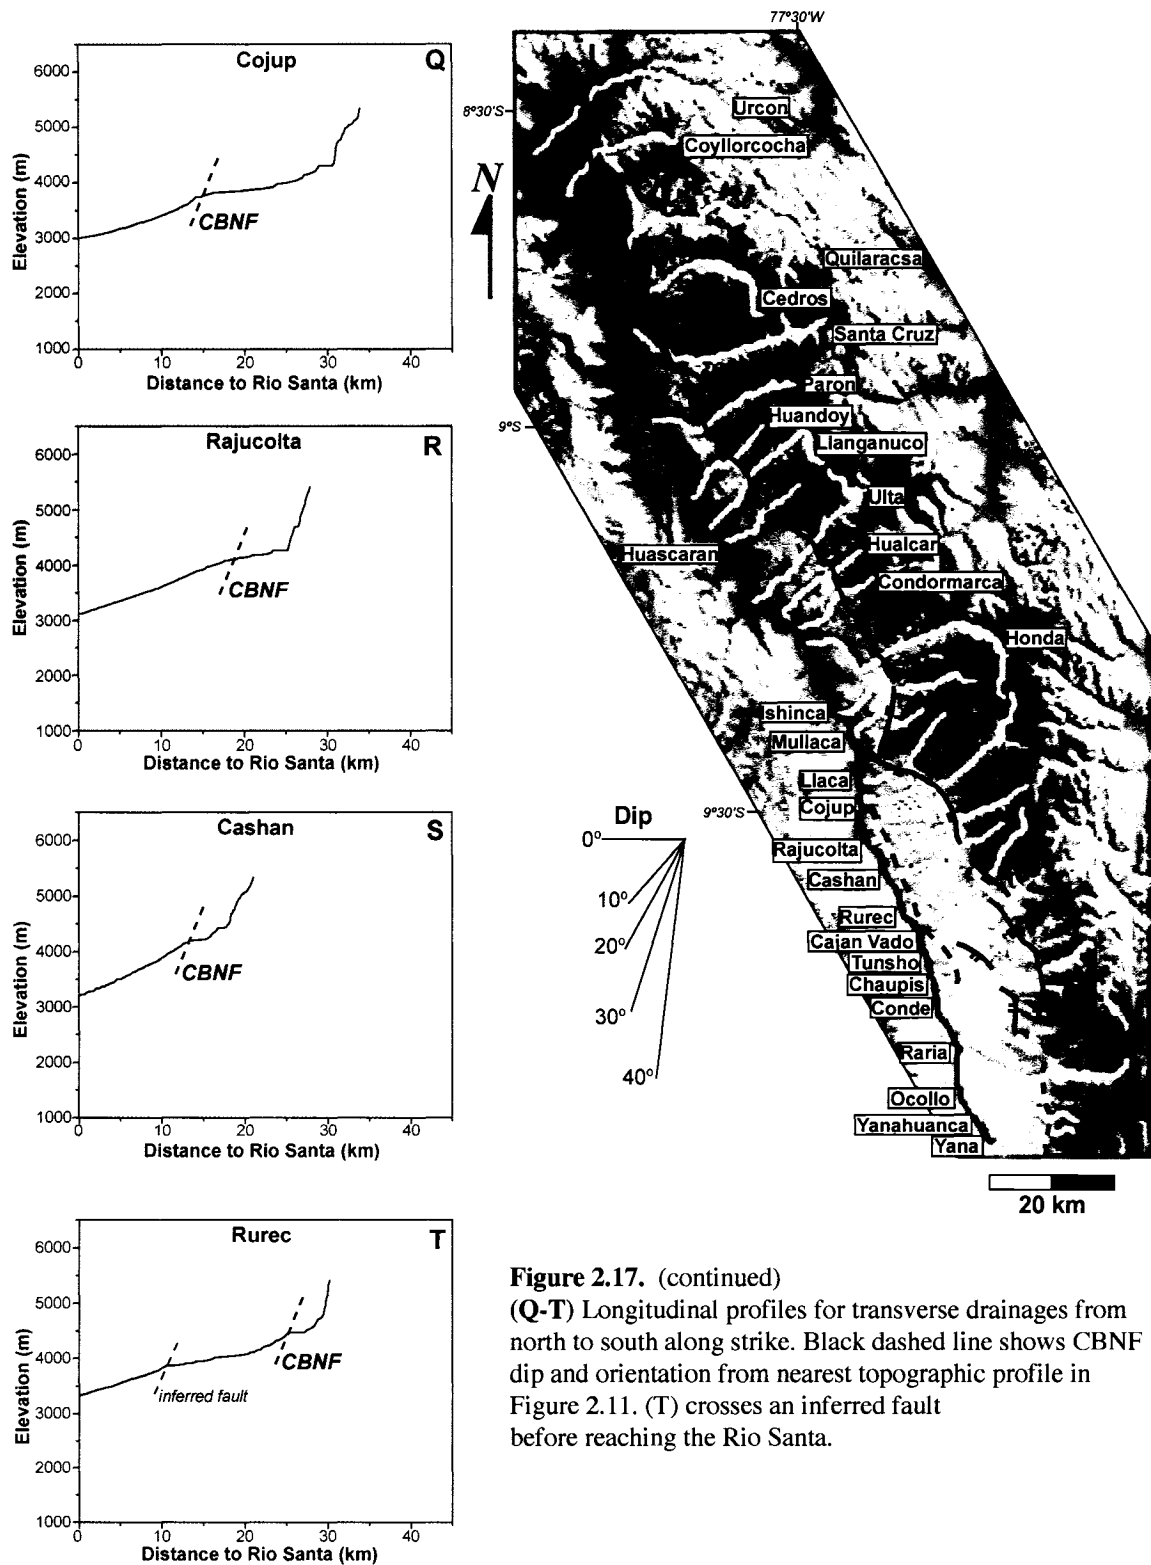 Cojup
Q
6000
5000
4000
3000
2000
1000
Elevation (m)
CBNF
0 10 20 30 40
Distance to Rio Santa (km)
Rajucolta
R
6000
5000
4000
3000
2000
1000
Elevation (m)
CBNF
0 10 20 30 40
Distance to Rio Santa (km)
Cashan
S
6000
5000
4000
3000
2000
1000
Elevation (m)
CBNF
0 10 20 30 40
Distance to Rio Santa (km)
Rurec
T
6000
5000
4000
3000
2000
1000
Elevation (m)
CBNF
inferred fault
0 10 20 30 40
Distance to Rio Santa (km)
77°30'W
8°30'S
N
9°S
9°30'S
Urcon
Coyllorcocha
Quilaracsa
Cedros
Santa Cruz
Paron
Huandoy
Llanganuco
Ulta
Huascaran
Hualcan
Condormarca
Honda
Ishinca
Mullaca
Llaca
Cojup
Rajucolta
Cashan
Rurec
Cajan Vado
Tunsho
Chaupis
Conde
Raria
Ocollo
Yanahuanca
Yana
Dip
0°
10°
20°
30°
40°
20 km
Figure 2.17. (continued)
(Q-T) Longitudinal profiles for transverse drainages from
north to south along strike. Black dashed line shows CBNF
dip and orientation from nearest topographic profile in
Figure 2.11. (T) crosses an inferred fault
before reaching the Rio Santa.